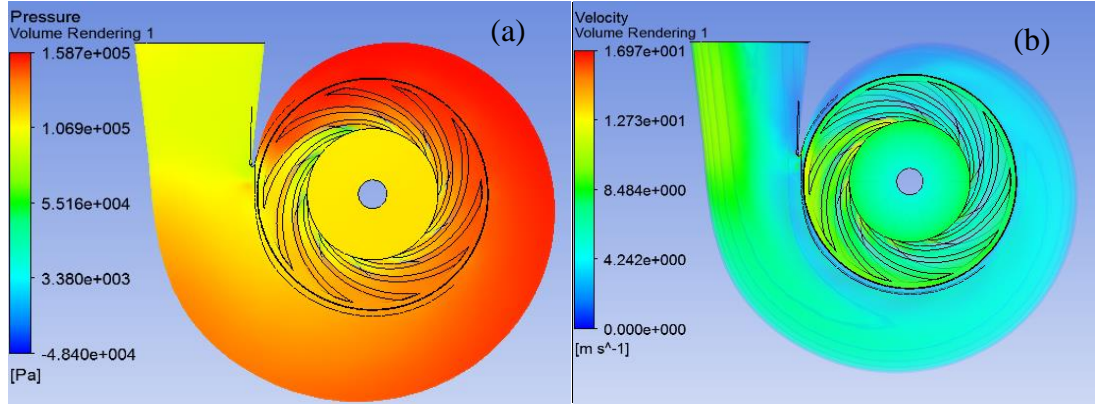 Pressure
Volume Rendering 1
(a)
1.587e+005
1.069e+005
5.516e+004
3.380e+003
-4.840e+004
[Pa]
Velocity
Volume Rendering 1
(b)
1.697e+001
1.273e+001
8.484e+000
4.242e+000
0.000e+000
[m s^-1]